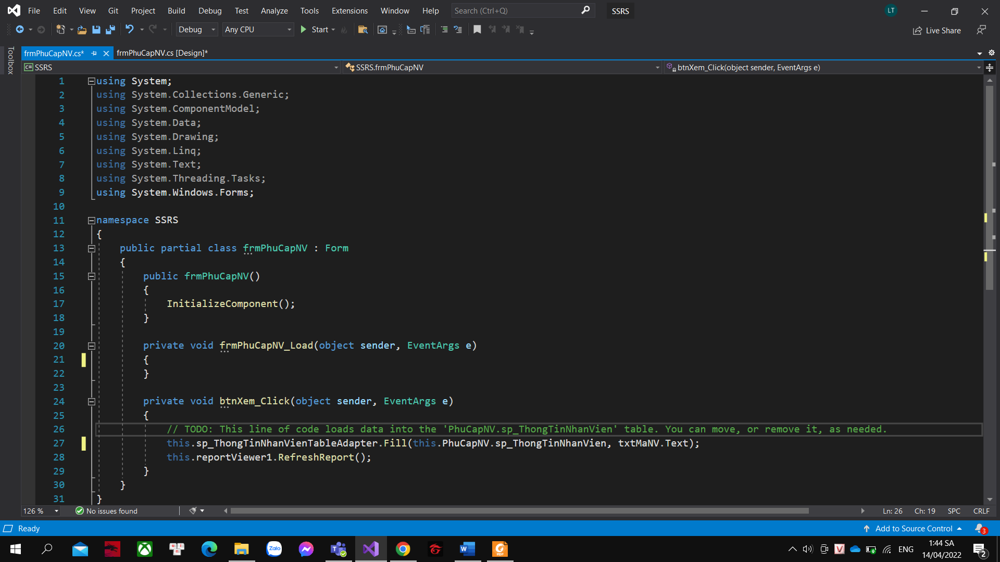 File Edit View Git Project Build Debug Test Analyze Tools Extensions Window Help Search (Ctrl+Q) SSRS LT
Debug Any CPU Start Live Share
Toolbox
frmPhuCapNV.cs* frmPhuCapNV.cs [Design]*
C# SSRS SSRS.frmPhuCapNV btnXem_Click(object sender, EventArgs e)
1 using System;
2 using System.Collections.Generic;
3 using System.ComponentModel;
4 using System.Data;
5 using System.Drawing;
6 using System.Linq;
7 using System.Text;
8 using System.Threading.Tasks;
9 using System.Windows.Forms;
10
11 namespace SSRS
12 {
13 public partial class frmPhuCapNV : Form
14 {
15 public frmPhuCapNV()
16 {
17 InitializeComponent();
18 }
19
20 private void frmPhuCapNV_Load(object sender, EventArgs e)
21 {
22 }
23
24 private void btnXem_Click(object sender, EventArgs e)
25 {
26 // TODO: This line of code loads data into the 'PhuCapNV.sp_ThongTinNhanVien' table. You can move, or remove it, as needed.
27 this.sp_ThongTinNhanVienTableAdapter.Fill(this.PhuCapNV.sp_ThongTinNhanVien, txtMaNV.Text);
28 this.reportViewer1.RefreshReport();
29 }
30 }
31 }
126 % No issues found Ln: 26 Ch: 19 SPC CRLF
Ready Add to Source Control 3
Zalo ENG 1:44 SA
14/04/2022 2